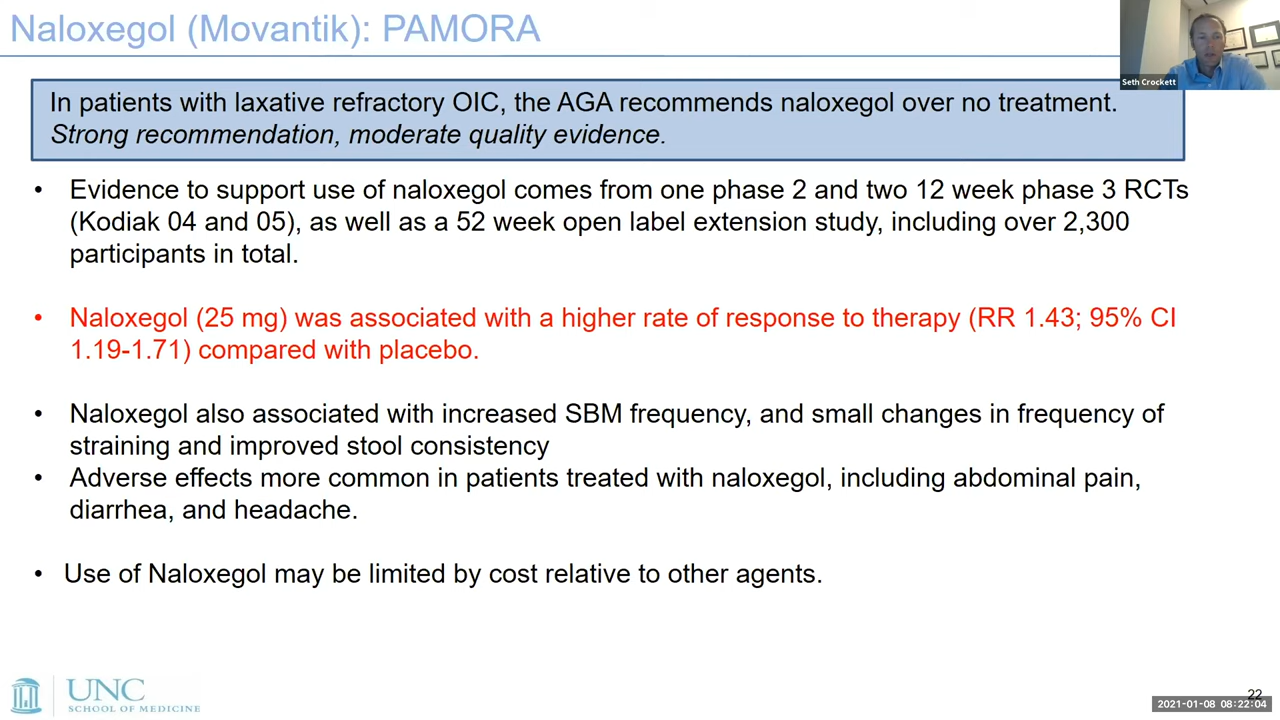 Naloxegol (Movantik): PAMORA
Seth Crockett
In patients with laxative refractory OIC, the AGA recommends naloxegol over no treatment.
Strong recommendation, moderate quality evidence.
• Evidence to support use of naloxegol comes from one phase 2 and two 12 week phase 3 RCTs
(Kodiak 04 and 05), as well as a 52 week open label extension study, including over 2,300
participants in total.
• Naloxegol (25 mg) was associated with a higher rate of response to therapy (RR 1.43; 95% CI
1.19-1.71) compared with placebo.
• Naloxegol also associated with increased SBM frequency, and small changes in frequency of
straining and improved stool consistency
• Adverse effects more common in patients treated with naloxegol, including abdominal pain,
diarrhea, and headache.
• Use of Naloxegol may be limited by cost relative to other agents.
UNC
SCHOOL OF MEDICINE
22
2021-01-08 08:22:04